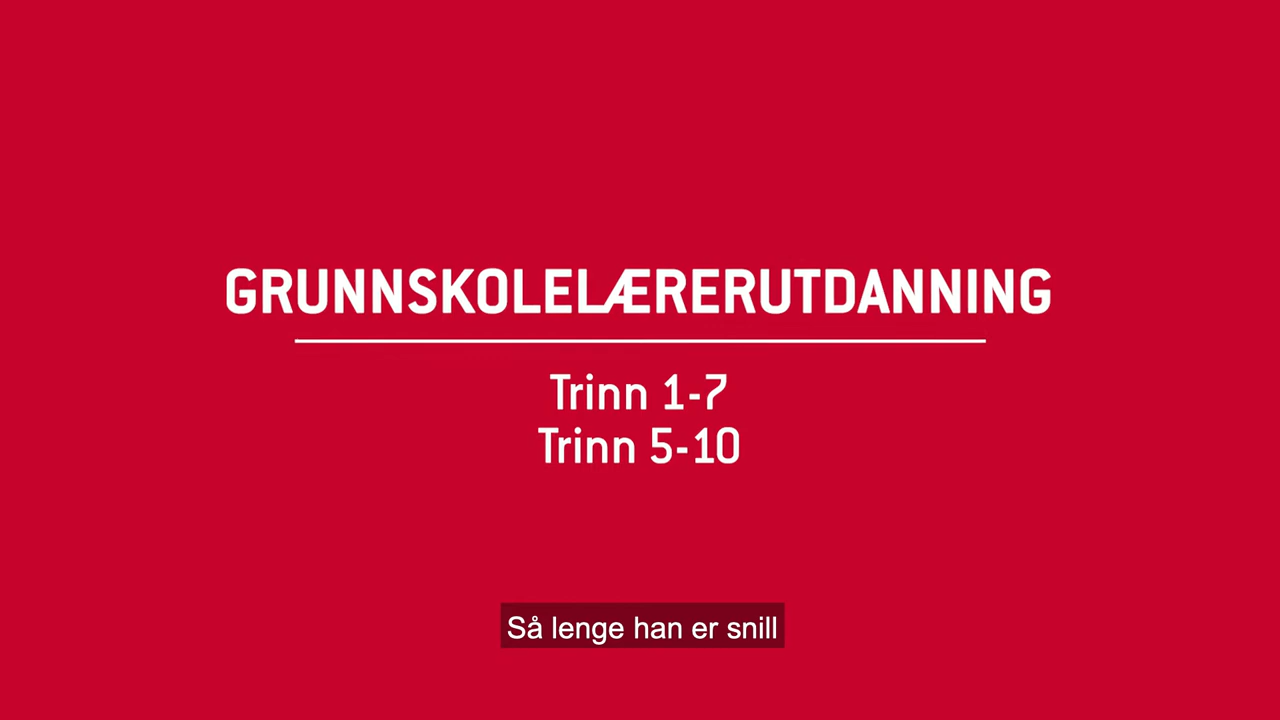 GRUNNSKOLELÆRERUTDANNING
Trinn 1-7
Trinn 5-10
Så lenge han er snill